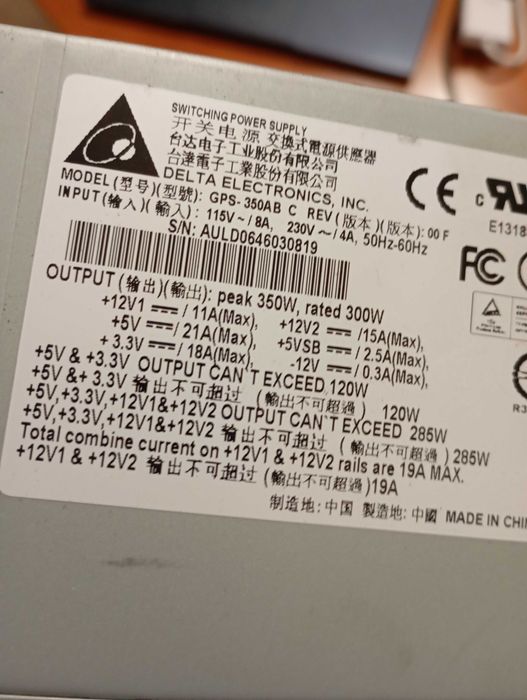 SWITCHING POWER SUPPLY
开关电源 交換式電源供應器
台达电子工业股份有限公司
台達電子工業股份有限公司
DELTA ELECTRONICS, INC.
MODEL(型号)(型號): GPS-350AB C REV(版本)(版本): 00 F
INPUT(输入)(輸入): 115V~/8A, 230V~/4A, 50Hz-60Hz
S/N: AULD0646030819
CE
c
E1318
FC
OUTPUT(输出)(輸出): peak 350W, rated 300W
+12V1 ⎓/11A(Max), +12V2 ⎓/15A(Max),
+5V ⎓/21A(Max), +5VSB ⎓/2.5A(Max),
+3.3V ⎓/18A(Max), -12V ⎓/0.3A(Max),
+5V & +3.3V OUTPUT CAN'T EXCEED 120W
+5V &+ 3.3V 输出不可超过 (輸出不可超過) 120W
+5V,+3.3V,+12V1&+12V2 OUTPUT CAN'T EXCEED 285W
+5V,+3.3V,+12V1&+12V2 输出不可超过 (輸出不可超過) 285W
Total combine current on +12V1 & +12V2 rails are 19A MAX.
+12V1 & +12V2 输出不可超过 (輸出不可超過)19A
制造地: 中国 製造地: 中國 MADE IN CHI